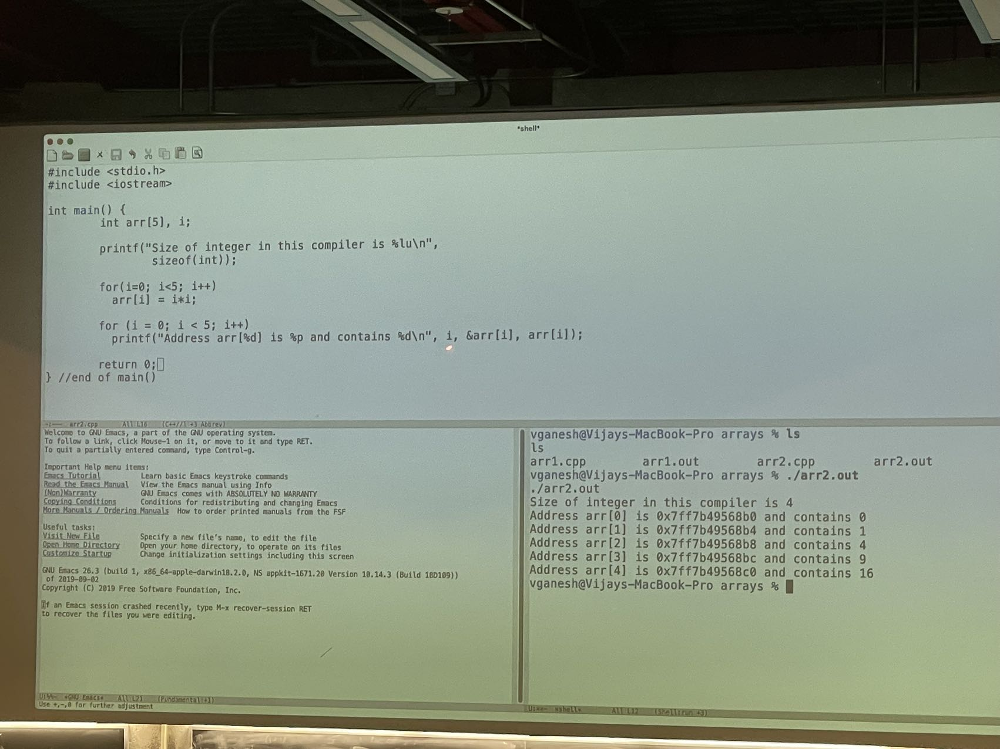 *shell*
#include <stdio.h>
#include <iostream>
int main() {
int arr[5], i;
printf("Size of integer in this compiler is %lu\n",
sizeof(int));
for(i=0; i<5; i++)
arr[i] = i*i;
for (i = 0; i < 5; i++)
printf("Address arr[%d] is %p and contains %d\n", i, &arr[i], arr[i]);
return 0;
} //end of main()
-:--- arr2.cpp All L16 (C++//l +3 Abbrev)
Welcome to GNU Emacs, a part of the GNU operating system.
To follow a link, click Mouse-1 on it, or move to it and type RET.
To quit a partially entered command, type Control-g.
Important Help menu items:
Emacs Tutorial Learn basic Emacs keystroke commands
Read the Emacs Manual View the Emacs manual using Info
(Non)Warranty GNU Emacs comes with ABSOLUTELY NO WARRANTY
Copying Conditions Conditions for redistributing and changing Emacs
More Manuals / Ordering Manuals How to order printed manuals from the FSF
Useful tasks:
Visit New File Specify a new file's name, to edit the file
Open Home Directory Open your home directory, to operate on its files
Customize Startup Change initialization settings including this screen
GNU Emacs 26.3 (build 1, x86_64-apple-darwin18.2.0, NS appkit-1671.20 Version 10.14.3 (Build 18D109))
of 2019-09-02
Copyright (C) 2019 Free Software Foundation, Inc.
If an Emacs session crashed recently, type M-x recover-session RET
to recover the files you were editing.
U:%%- *GNU Emacs* All L21 (Fundamental +1)
Use +,-,0 for further adjustment
vganesh@Vijays-MacBook-Pro arrays % ls
ls
arr1.cpp arr1.out arr2.cpp arr2.out
vganesh@Vijays-MacBook-Pro arrays % ./arr2.out
./arr2.out
Size of integer in this compiler is 4
Address arr[0] is 0x7ff7b49568b0 and contains 0
Address arr[1] is 0x7ff7b49568b4 and contains 1
Address arr[2] is 0x7ff7b49568b8 and contains 4
Address arr[3] is 0x7ff7b49568bc and contains 9
Address arr[4] is 0x7ff7b49568c0 and contains 16
vganesh@Vijays-MacBook-Pro arrays %
U:**- *shell* All L12 (Shell:run +3)